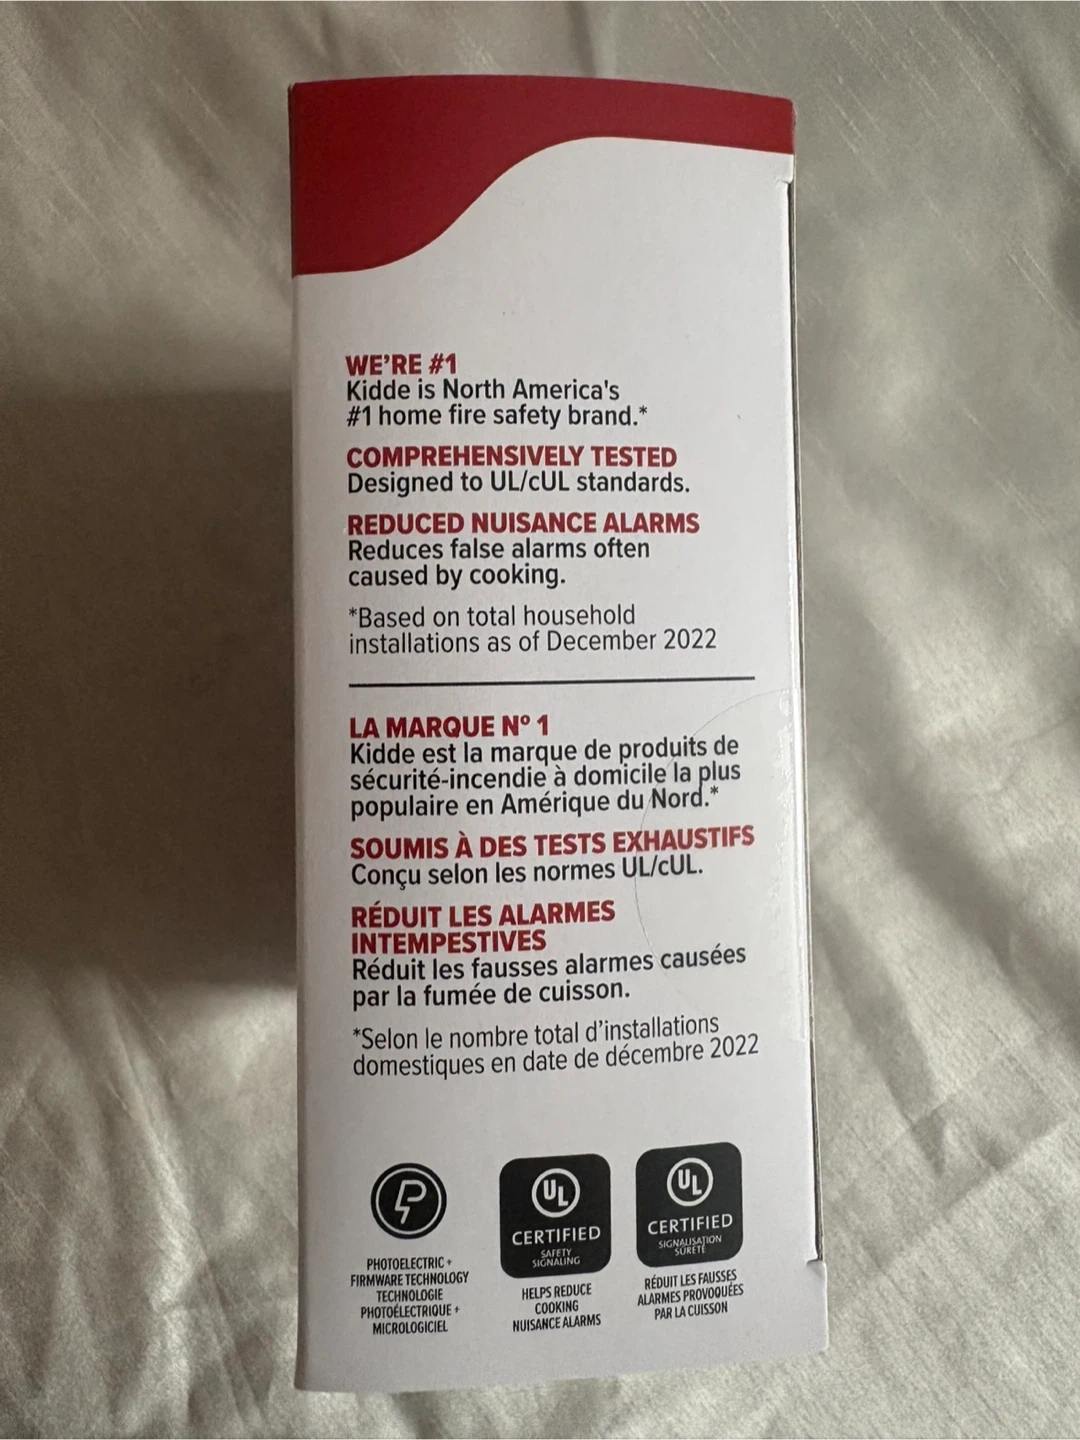 WE'RE #1
Kidde is North America's
#1 home fire safety brand.*
COMPREHENSIVELY TESTED
Designed to UL/cUL standards.
REDUCED NUISANCE ALARMS
Reduces false alarms often
caused by cooking.
*Based on total household
installations as of December 2022
LA MARQUE Nº 1
Kidde est la marque de produits de
sécurité-incendie à domicile la plus
populaire en Amérique du Nord.*
SOUMIS À DES TESTS EXHAUSTIFS
Conçu selon les normes UL/cUL.
RÉDUIT LES ALARMES
INTEMPESTIVES
Réduit les fausses alarmes causées
par la fumée de cuisson.
*Selon le nombre total d'installations
domestiques en date de décembre 2022
PHOTOELECTRIC +
FIRMWARE TECHNOLOGY
TECHNOLOGIE
PHOTOÉLECTRIQUE +
MICROLOGICIEL
UL
CERTIFIED
SAFETY
SIGNALING
HELPS REDUCE
COOKING
NUISANCE ALARMS
UL
CERTIFIED
SIGNALISATION
SÛRETÉ
RÉDUIT LES FAUSSES
ALARMES PROVOQUÉES
PAR LA CUISSON